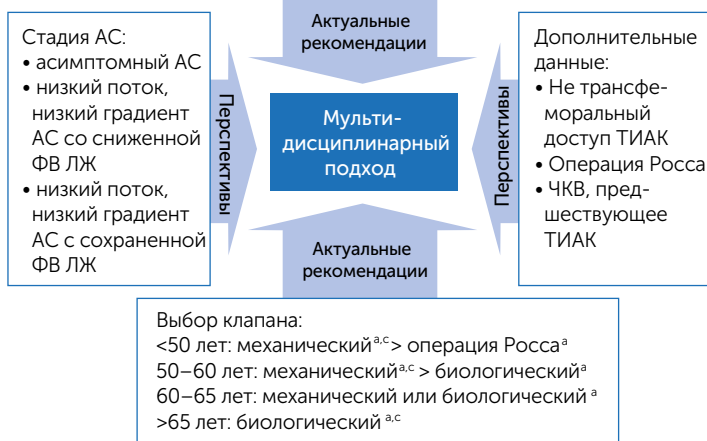 Актуальные
рекомендации
Стадия АС:
• асимптомный АС
• низкий поток,
низкий градиент
АС со сниженной
ФВ ЛЖ
• низкий поток,
низкий градиент
АС с сохраненной
ФВ ЛЖ
Перспективы
Мульти-
дисциплинарный
подход
Перспективы
Дополнительные
данные:
• Не трансфе-
моральный
доступ ТИАК
• Операция Росса
• ЧКВ, пред-
шествующее
ТИАК
Актуальные
рекомендации
Выбор клапана:
<50 лет: механический a,c > операция Росса a
50–60 лет: механический a,c > биологический a
60–65 лет: механический или биологический a
>65 лет: биологический a,c